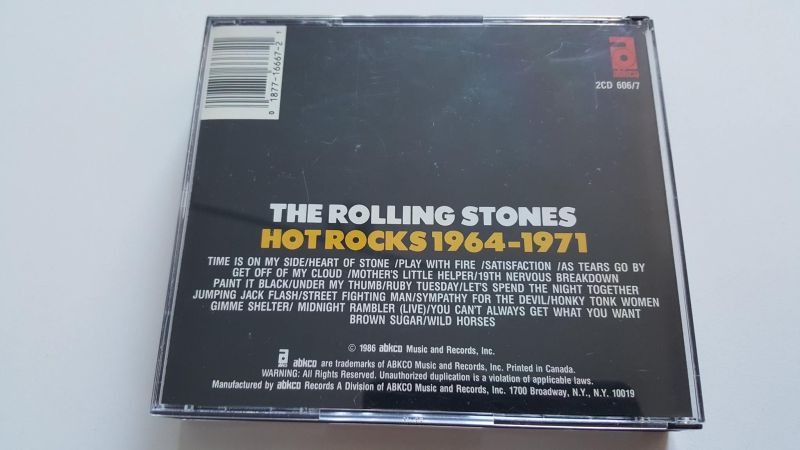 0 18771-16667-2 1
abkco
2CD 606/7
THE ROLLING STONES
HOT ROCKS 1964-1971
TIME IS ON MY SIDE/HEART OF STONE /PLAY WITH FIRE /SATISFACTION /AS TEARS GO BY
GET OFF OF MY CLOUD /MOTHER'S LITTLE HELPER/19TH NERVOUS BREAKDOWN
PAINT IT BLACK/UNDER MY THUMB/RUBY TUESDAY/LET'S SPEND THE NIGHT TOGETHER
JUMPING JACK FLASH/STREET FIGHTING MAN/SYMPATHY FOR THE DEVIL/HONKY TONK WOMEN
GIMME SHELTER/ MIDNIGHT RAMBLER (LIVE)/YOU CAN'T ALWAYS GET WHAT YOU WANT
BROWN SUGAR/WILD HORSES
© 1986 abkco Music and Records, Inc.
abkco are trademarks of ABKCO Music and Records, Inc. Printed in Canada.
WARNING: All Rights Reserved. Unauthorized duplication is a violation of applicable laws.
Manufactured by abkco Records A Division of ABKCO Music and Records, Inc. 1700 Broadway, N.Y., N.Y. 10019